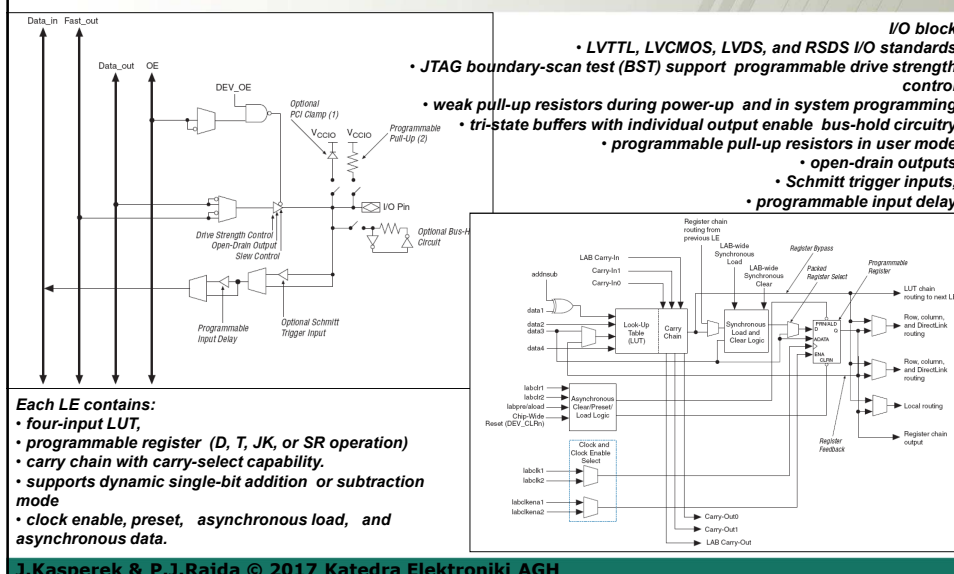 Data_in Fast_out
Data_out OE
DEV_OE
Optional
PCI Clamp (1)
VCCIO VCCIO
Programmable
Pull-Up (2)
I/O Pin
Drive Strength Control
Open-Drain Output
Slew Control
Optional Bus-H
Circuit
Programmable
Input Delay
Optional Schmitt
Trigger Input
I/O block
• LVTTL, LVCMOS, LVDS, and RSDS I/O standards
• JTAG boundary-scan test (BST) support programmable drive strength
control
• weak pull-up resistors during power-up and in system programming
• tri-state buffers with individual output enable bus-hold circuitry
• programmable pull-up resistors in user mode
• open-drain outputs
• Schmitt trigger inputs,
• programmable input delay
Register chain
routing from
previous LE
LAB Carry-In
Carry-In1
Carry-In0
LAB-wide
Synchronous
Load
LAB-wide
Synchronous
Clear
Register Bypass
Packed
Register Select
Programmable
Register
addnsub
data1
data2
data3
data4
Look-Up
Table
(LUT)
Carry
Chain
Synchronous
Load and
Clear Logic
PRN/ALD
D Q
ADATA
ENA
CLRN
LUT chain
routing to next LE
Row, column,
and DirectLink
routing
Row, column,
and DirectLink
routing
Local routing
Register chain
output
Register
Feedback
labclr1
labclr2
labpre/aload
Chip-Wide
Reset (DEV_CLRn)
Asynchronous
Clear/Preset/
Load Logic
Clock and
Clock Enable
Select
labclk1
labclk2
labclkena1
labclkena2
Carry-Out0
Carry-Out1
LAB Carry-Out
Each LE contains:
• four-input LUT,
• programmable register (D, T, JK, or SR operation)
• carry chain with carry-select capability.
• supports dynamic single-bit addition or subtraction
mode
• clock enable, preset, asynchronous load, and
asynchronous data.
J.Kasperek & P.J.Rajda © 2017 Katedra Elektroniki AGH